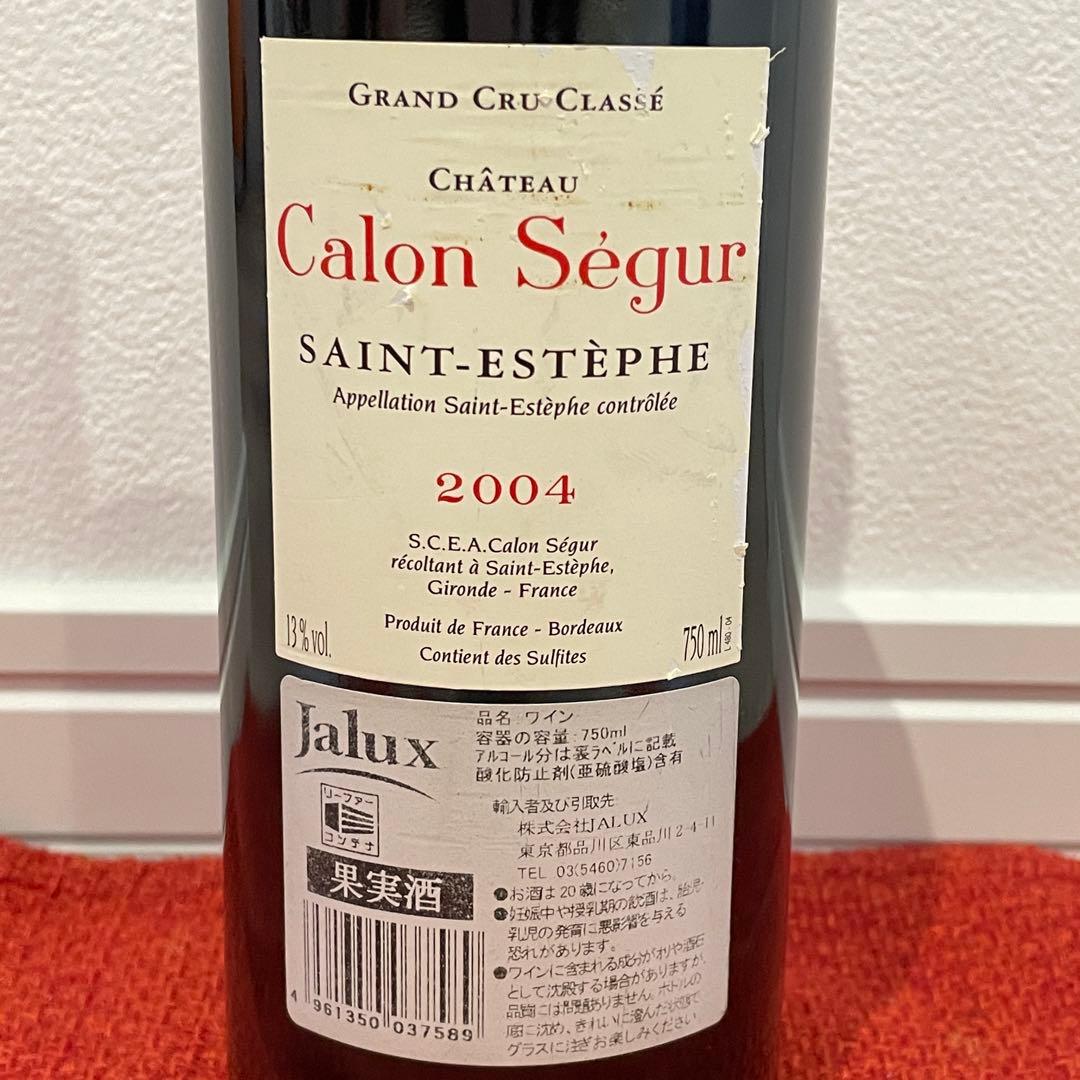 GRAND CRU CLASSÉ
CHÂTEAU
Calon Ségur
SAINT-ESTÈPHE
Appellation Saint-Estèphe contrôlée
2004
S.C.E.A. Calon Ségur
récoltant à Saint-Estèphe,
Gironde - France
13% vol.
Produit de France - Bordeaux
750 ml
Contient des Sulfites
Jalux
リーファー
コンテナ
果実酒
4 961350 037589
品名:ワイン
容器の容量:750ml
アルコール分は裏ラベルに記載
酸化防止剤(亜硫酸塩)含有
輸入者及び引取先
株式会社JALUX
東京都品川区東品川2-4-11
TEL 03(5460)7156
●お酒は20歳になってから。
●妊娠中や授乳期の飲酒は、胎児・
乳児の発育に悪影響を与える
恐れがあります。
●ワインに含まれる成分がオリや酒石
として沈殿する場合がありますが、
品質には問題ありません。ボトルの
底に沈め、きれいに澄んだ状態で
グラスに注ぎお楽しみください